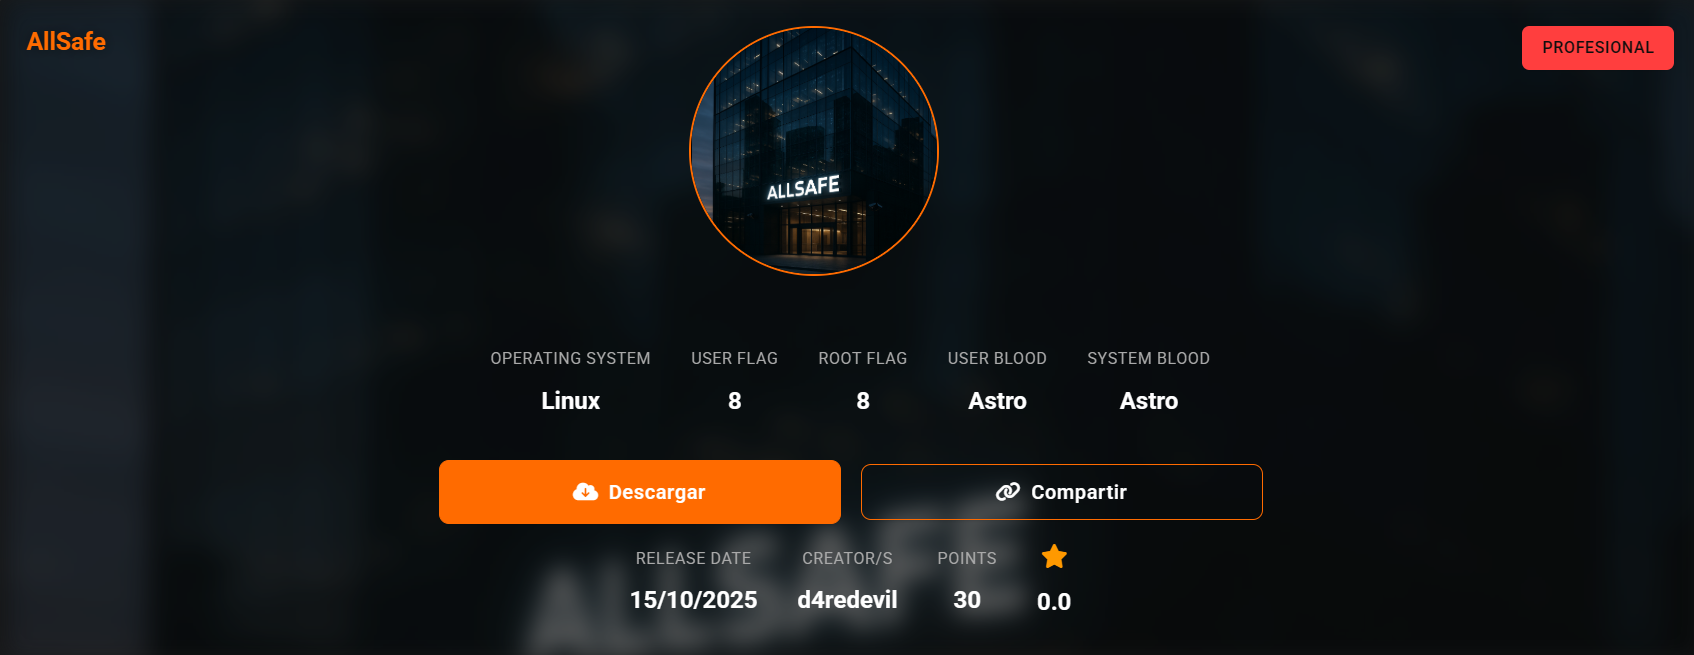 AllSafe
PROFESIONAL
ALLSAFE
OPERATING SYSTEM USER FLAG ROOT FLAG USER BLOOD SYSTEM BLOOD
Linux 8 8 Astro Astro
Descargar Compartir
RELEASE DATE CREATOR/S POINTS
15/10/2025 d4redevil 30 0.0
ALLSAFE